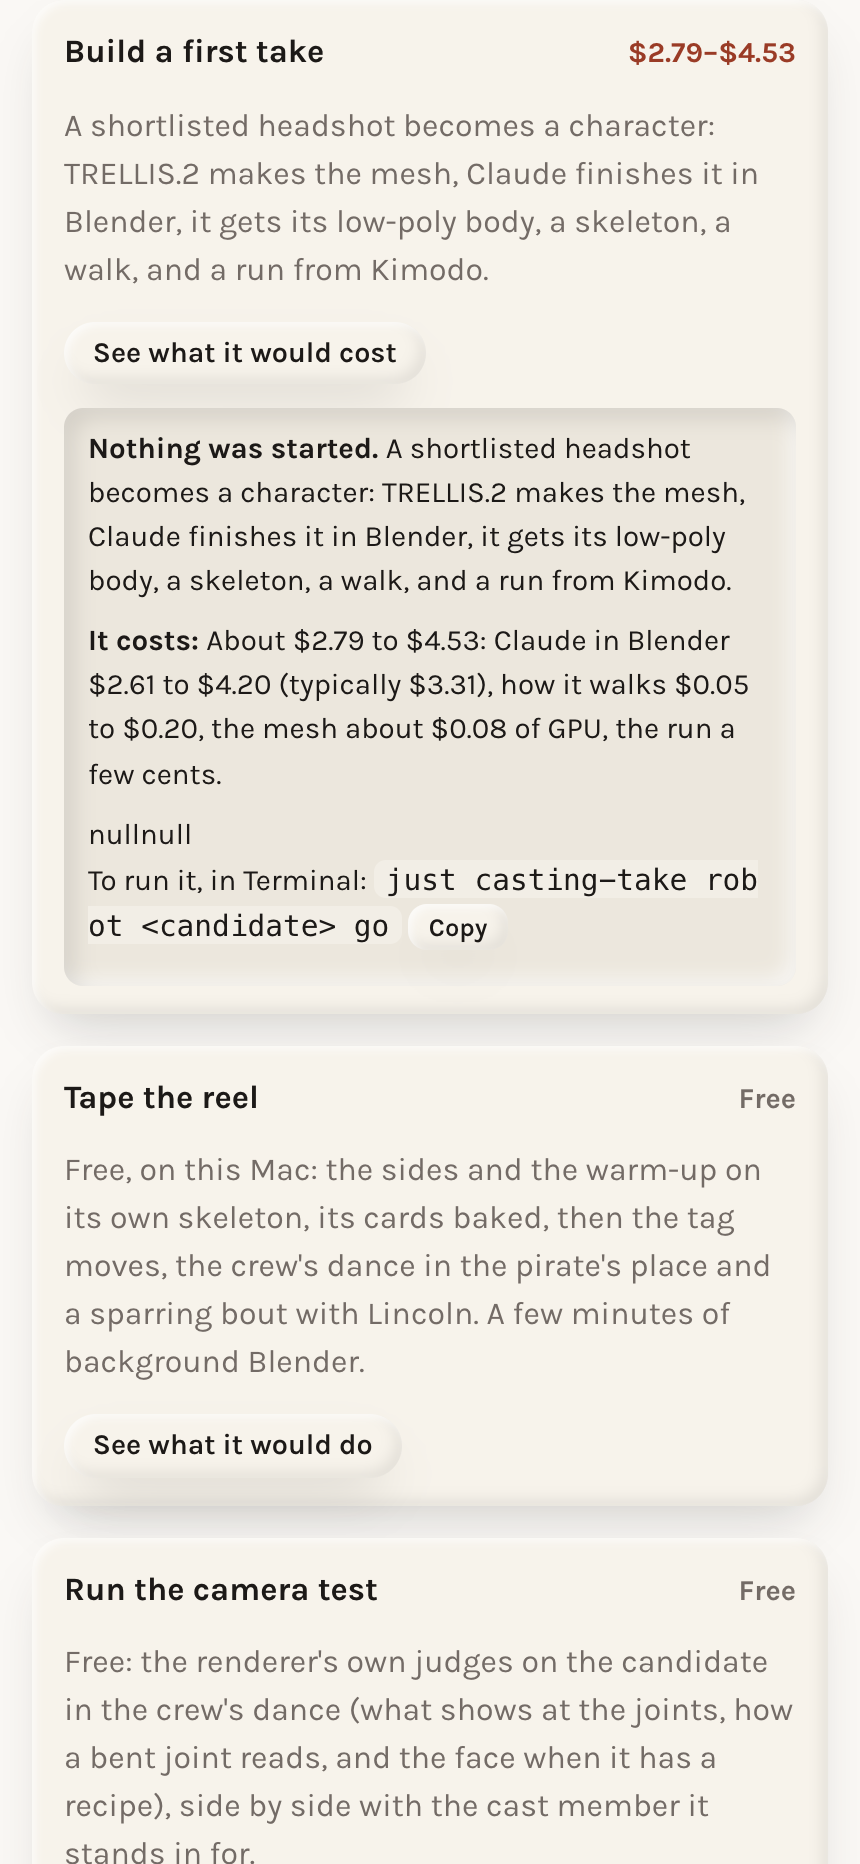 Build a first take
$2.79–$4.53
A shortlisted headshot becomes a character:
TRELLIS.2 makes the mesh, Claude finishes it in
Blender, it gets its low-poly body, a skeleton, a
walk, and a run from Kimodo.
See what it would cost
Nothing was started. A shortlisted headshot
becomes a character: TRELLIS.2 makes the mesh,
Claude finishes it in Blender, it gets its low-poly
body, a skeleton, a walk, and a run from Kimodo.
It costs: About $2.79 to $4.53: Claude in Blender
$2.61 to $4.20 (typically $3.31), how it walks $0.05
to $0.20, the mesh about $0.08 of GPU, the run a
few cents.
nullnull
To run it, in Terminal: just casting-take rob
ot <candidate> go Copy
Tape the reel
Free
Free, on this Mac: the sides and the warm-up on
its own skeleton, its cards baked, then the tag
moves, the crew's dance in the pirate's place and
a sparring bout with Lincoln. A few minutes of
background Blender.
See what it would do
Run the camera test
Free
Free: the renderer's own judges on the candidate
in the crew's dance (what shows at the joints, how
a bent joint reads, and the face when it has a
recipe), side by side with the cast member it
stands in for.